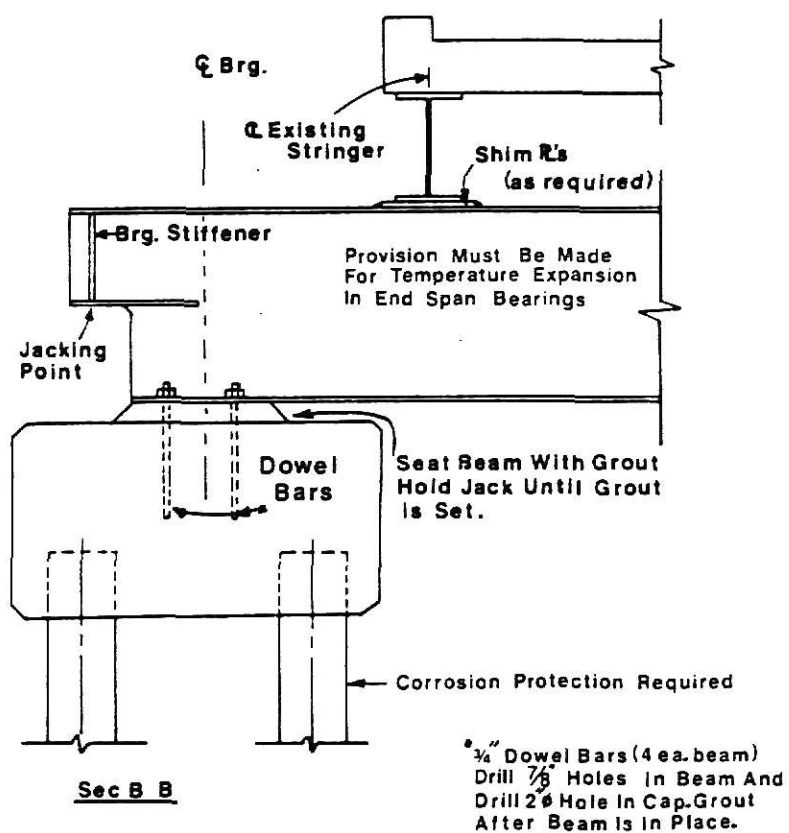 ℄ Brg.
℄ Existing
Stringer
Shim ℞'s
(as required)
Brg. Stiffener
Provision Must Be Made
For Temperature Expansion
In End Span Bearings
Jacking
Point
Dowel
Bars
Seat Beam With Grout
Hold Jack Until Grout
is Set.
Corrosion Protection Required
Sec B B
*3/4" Dowel Bars (4 ea. beam)
Drill 7/8" Holes In Beam And
Drill 2"ø Hole In Cap. Grout
After Beam Is In Place.